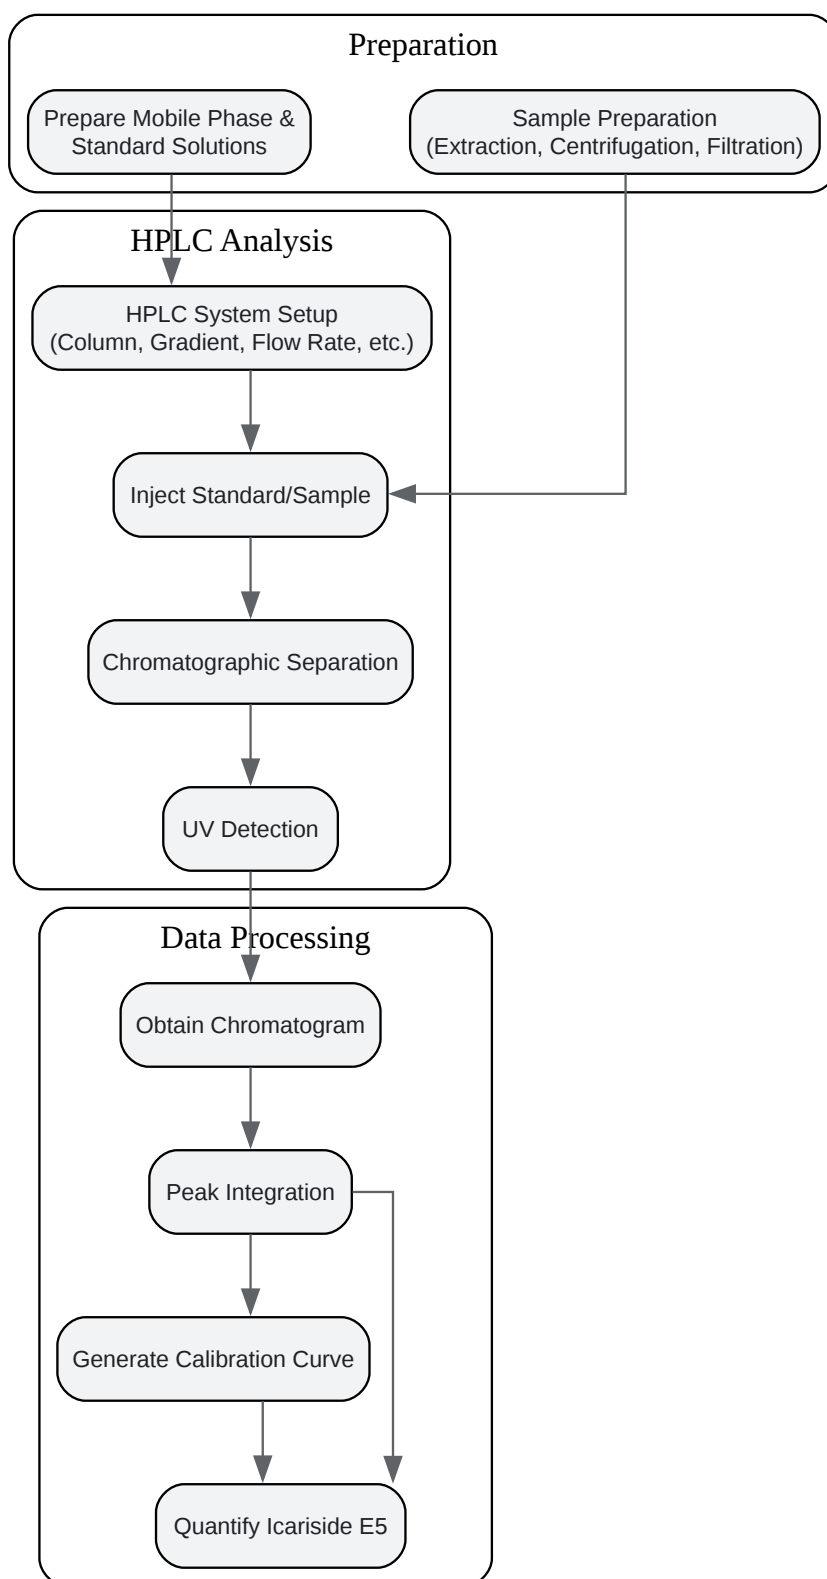 Preparation
Prepare Mobile Phase &
Standard Solutions
Sample Preparation
(Extraction, Centrifugation, Filtration)
HPLC Analysis
HPLC System Setup
(Column, Gradient, Flow Rate, etc.)
Inject Standard/Sample
Chromatographic Separation
UV Detection
Data Processing
Obtain Chromatogram
Peak Integration
Generate Calibration Curve
Quantify Icariside E5